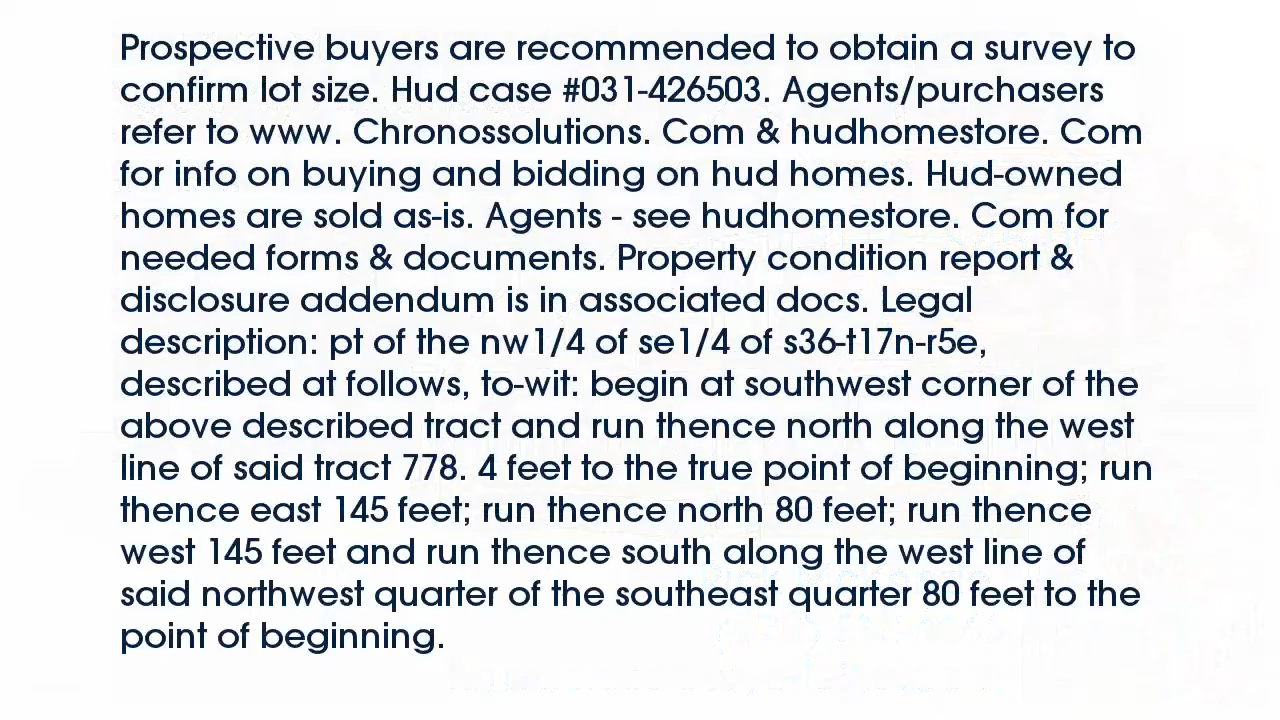 Prospective buyers are recommended to obtain a survey to
confirm lot size. Hud case #031-426503. Agents/purchasers
refer to www. Chronossolutions. Com & hudhomestore. Com
for info on buying and bidding on hud homes. Hud-owned
homes are sold as-is. Agents - see hudhomestore. Com for
needed forms & documents. Property condition report &
disclosure addendum is in associated docs. Legal
description: pt of the nw1/4 of se1/4 of s36-t17n-r5e,
described at follows, to-wit: begin at southwest corner of the
above described tract and run thence north along the west
line of said tract 778. 4 feet to the true point of beginning; run
thence east 145 feet; run thence north 80 feet; run thence
west 145 feet and run thence south along the west line of
said northwest quarter of the southeast quarter 80 feet to the
point of beginning.